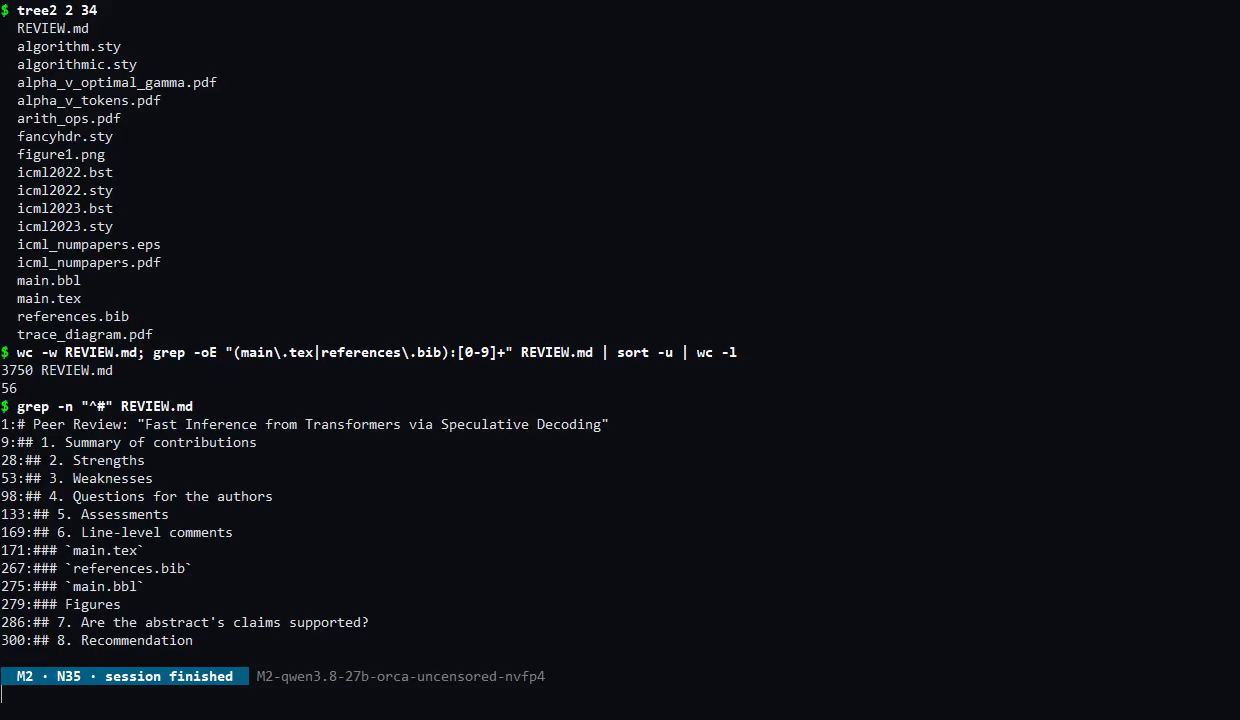 $ tree2 2 34
REVIEW.md
algorithm.sty
algorithmic.sty
alpha_v_optimal_gamma.pdf
alpha_v_tokens.pdf
arith_ops.pdf
fancyhdr.sty
figure1.png
icml2022.bst
icml2022.sty
icml2023.bst
icml2023.sty
icml_numpapers.eps
icml_numpapers.pdf
main.bbl
main.tex
references.bib
trace_diagram.pdf
$ wc -w REVIEW.md; grep -oE "(main\.tex|references\.bib):[0-9]+" REVIEW.md | sort -u | wc -l
3750 REVIEW.md
56
$ grep -n "^#" REVIEW.md
1:# Peer Review: "Fast Inference from Transformers via Speculative Decoding"
9:## 1. Summary of contributions
28:## 2. Strengths
53:## 3. Weaknesses
98:## 4. Questions for the authors
133:## 5. Assessments
169:## 6. Line-level comments
171:### `main.tex`
267:### `references.bib`
275:### `main.bbl`
279:### Figures
286:## 7. Are the abstract's claims supported?
300:## 8. Recommendation
M2 · N35 · session finished M2-qwen3.8-27b-orca-uncensored-nvfp4